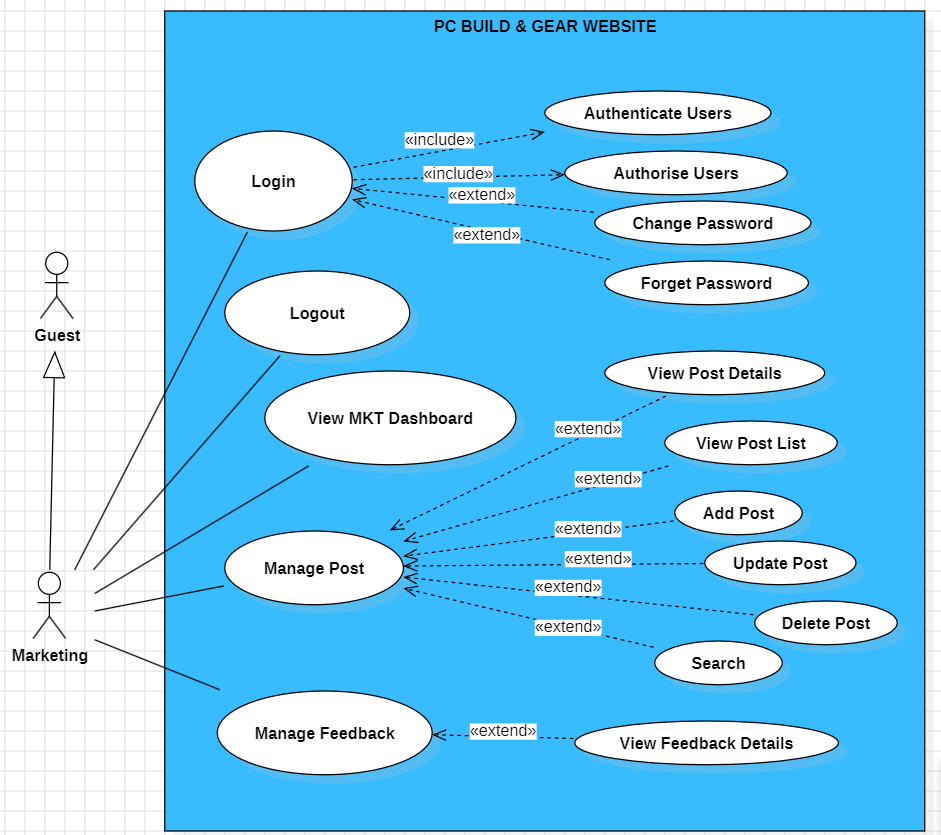 PC BUILD & GEAR WEBSITE
Authenticate Users
«include»
Login
«include»
Authorise Users
«extend»
Change Password
«extend»
Forget Password
Guest
Logout
View Post Details
View MKT Dashboard
«extend»
View Post List
«extend»
Add Post
«extend»
Manage Post
«extend»
Update Post
«extend»
Delete Post
«extend»
Search
Marketing
Manage Feedback
«extend»
View Feedback Details